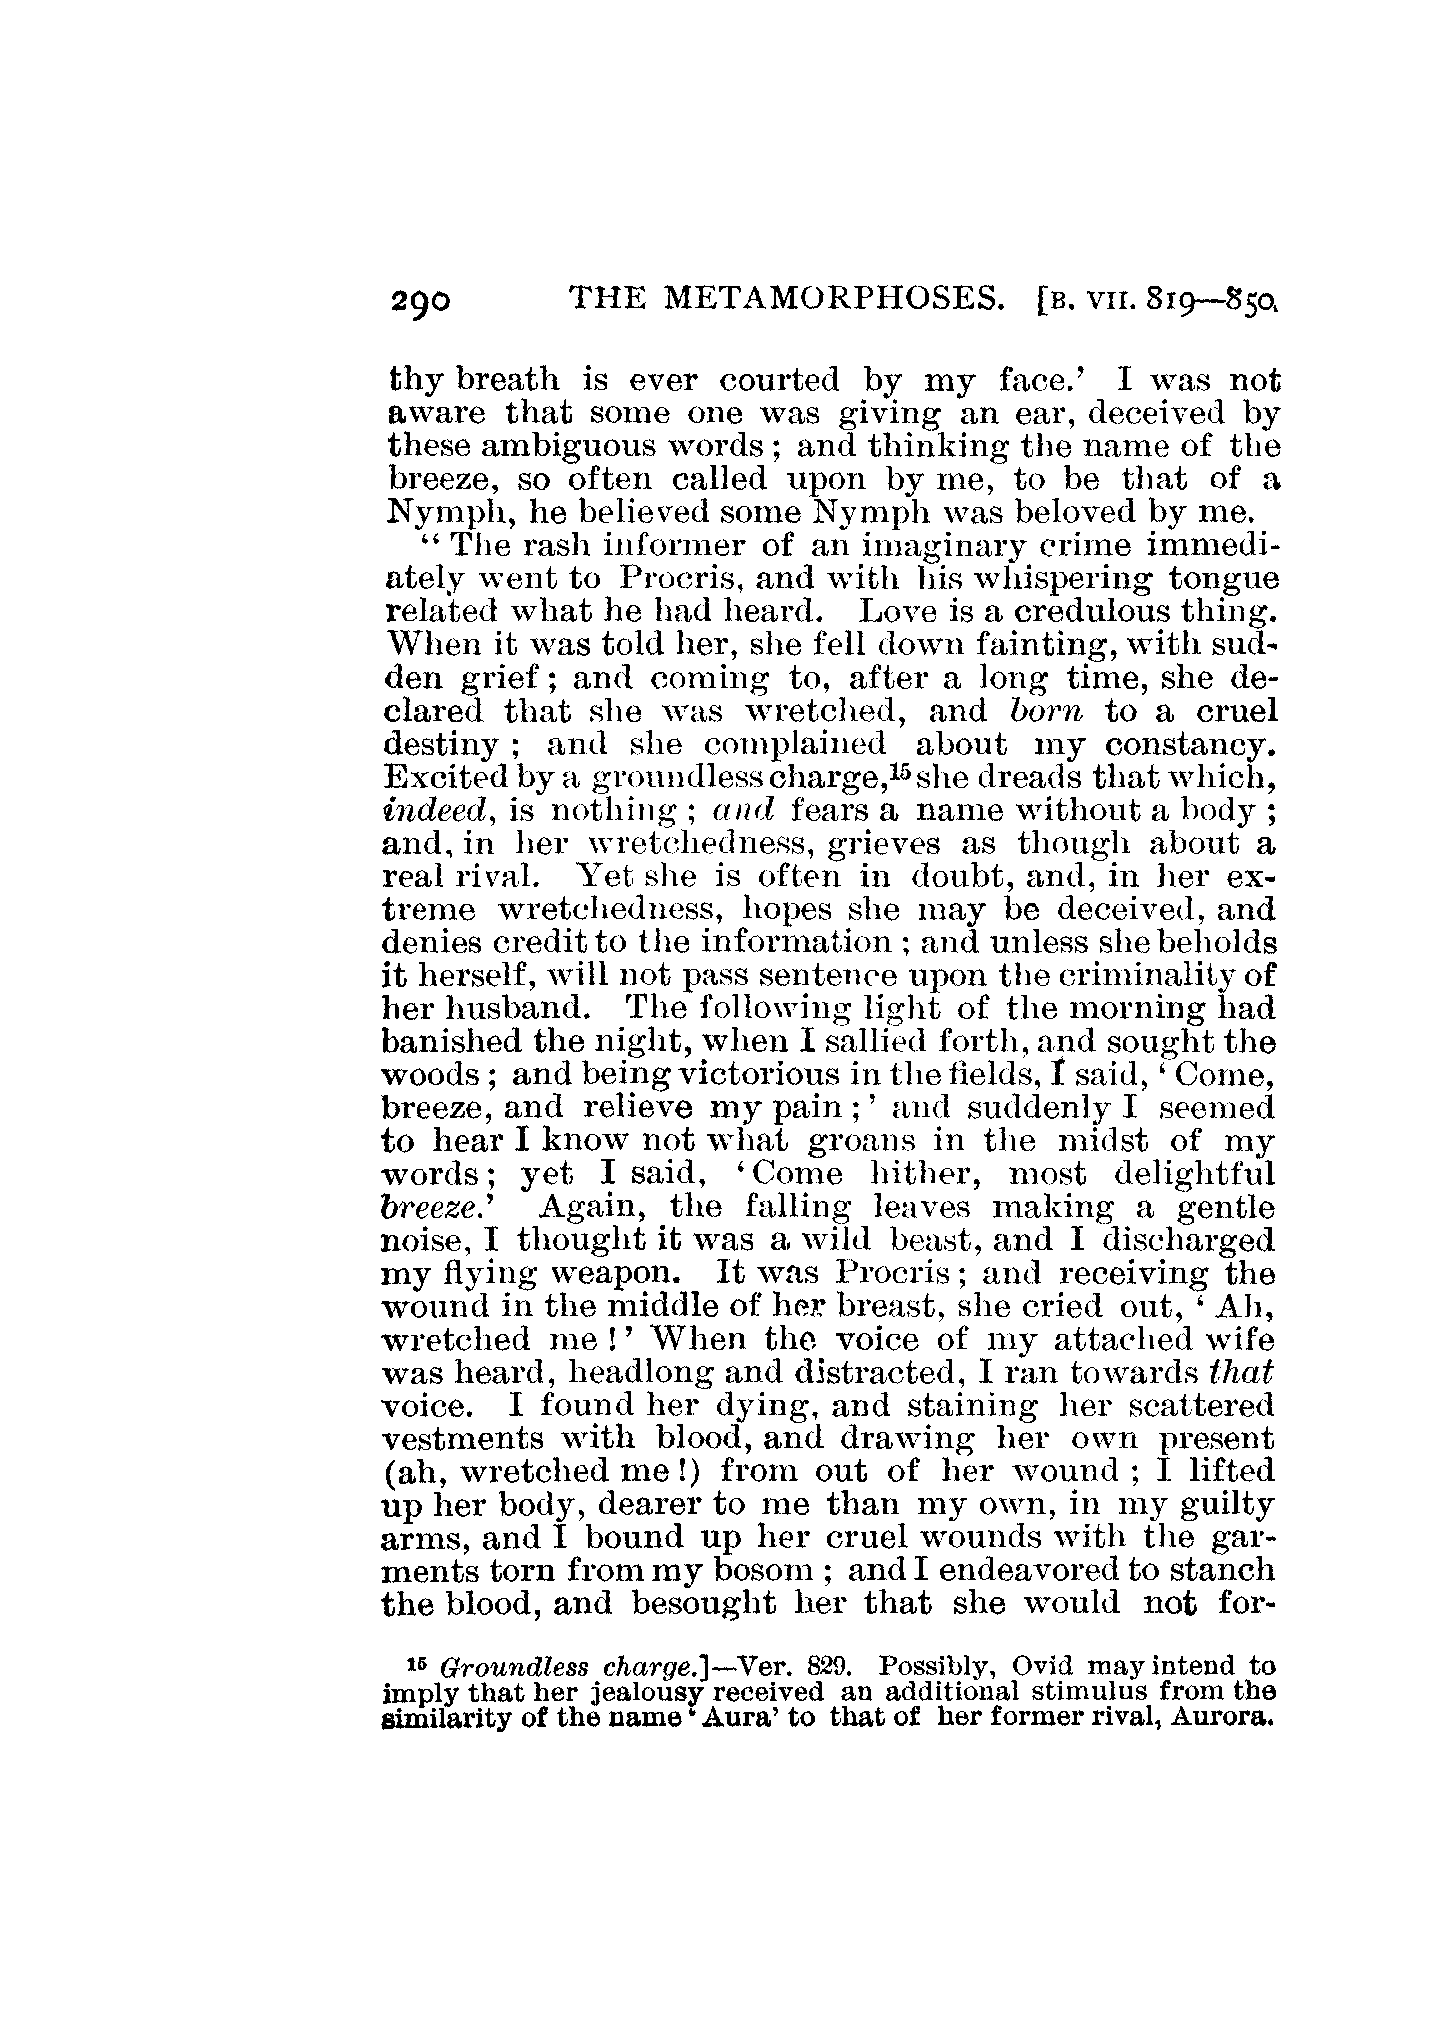 290 THE METAMORPHOSES. [B. VII. 819—850.
thy breath is ever courted by my face.’ I was not
aware that some one was giving an ear, deceived by
these ambiguous words; and thinking the name of the
breeze, so often called upon by me, to be that of a
Nymph, he believed some Nymph was beloved by me.
“ The rash informer of an imaginary crime immedi-
ately went to Procris, and with his whispering tongue
related what he had heard. Love is a credulous thing.
When it was told her, she fell down fainting, with sud-
den grief; and coming to, after a long time, she de-
clared that she was wretched, and born to a cruel
destiny ; and she complained about my constancy.
Excited by a groundless charge,¹⁵ she dreads that which,
indeed, is nothing ; and fears a name without a body ;
and, in her wretchedness, grieves as though about a
real rival. Yet she is often in doubt, and, in her ex-
treme wretchedness, hopes she may be deceived, and
denies credit to the information ; and unless she beholds
it herself, will not pass sentence upon the criminality of
her husband. The following light of the morning had
banished the night, when I sallied forth, and sought the
woods ; and being victorious in the fields, I said, ‘ Come,
breeze, and relieve my pain ;’ and suddenly I seemed
to hear I know not what groans in the midst of my
words; yet I said, ‘Come hither, most delightful
breeze.’ Again, the falling leaves making a gentle
noise, I thought it was a wild beast, and I discharged
my flying weapon. It was Procris; and receiving the
wound in the middle of her breast, she cried out, ‘ Ah,
wretched me !’ When the voice of my attached wife
was heard, headlong and distracted, I ran towards that
voice. I found her dying, and staining her scattered
vestments with blood, and drawing her own present
(ah, wretched me !) from out of her wound ; I lifted
up her body, dearer to me than my own, in my guilty
arms, and I bound up her cruel wounds with the gar-
ments torn from my bosom ; and I endeavored to stanch
the blood, and besought her that she would not for-
¹⁵ Groundless charge.]—Ver. 829. Possibly, Ovid may intend to
imply that her jealousy received an additional stimulus from the
similarity of the name ‘ Aura’ to that of her former rival, Aurora.